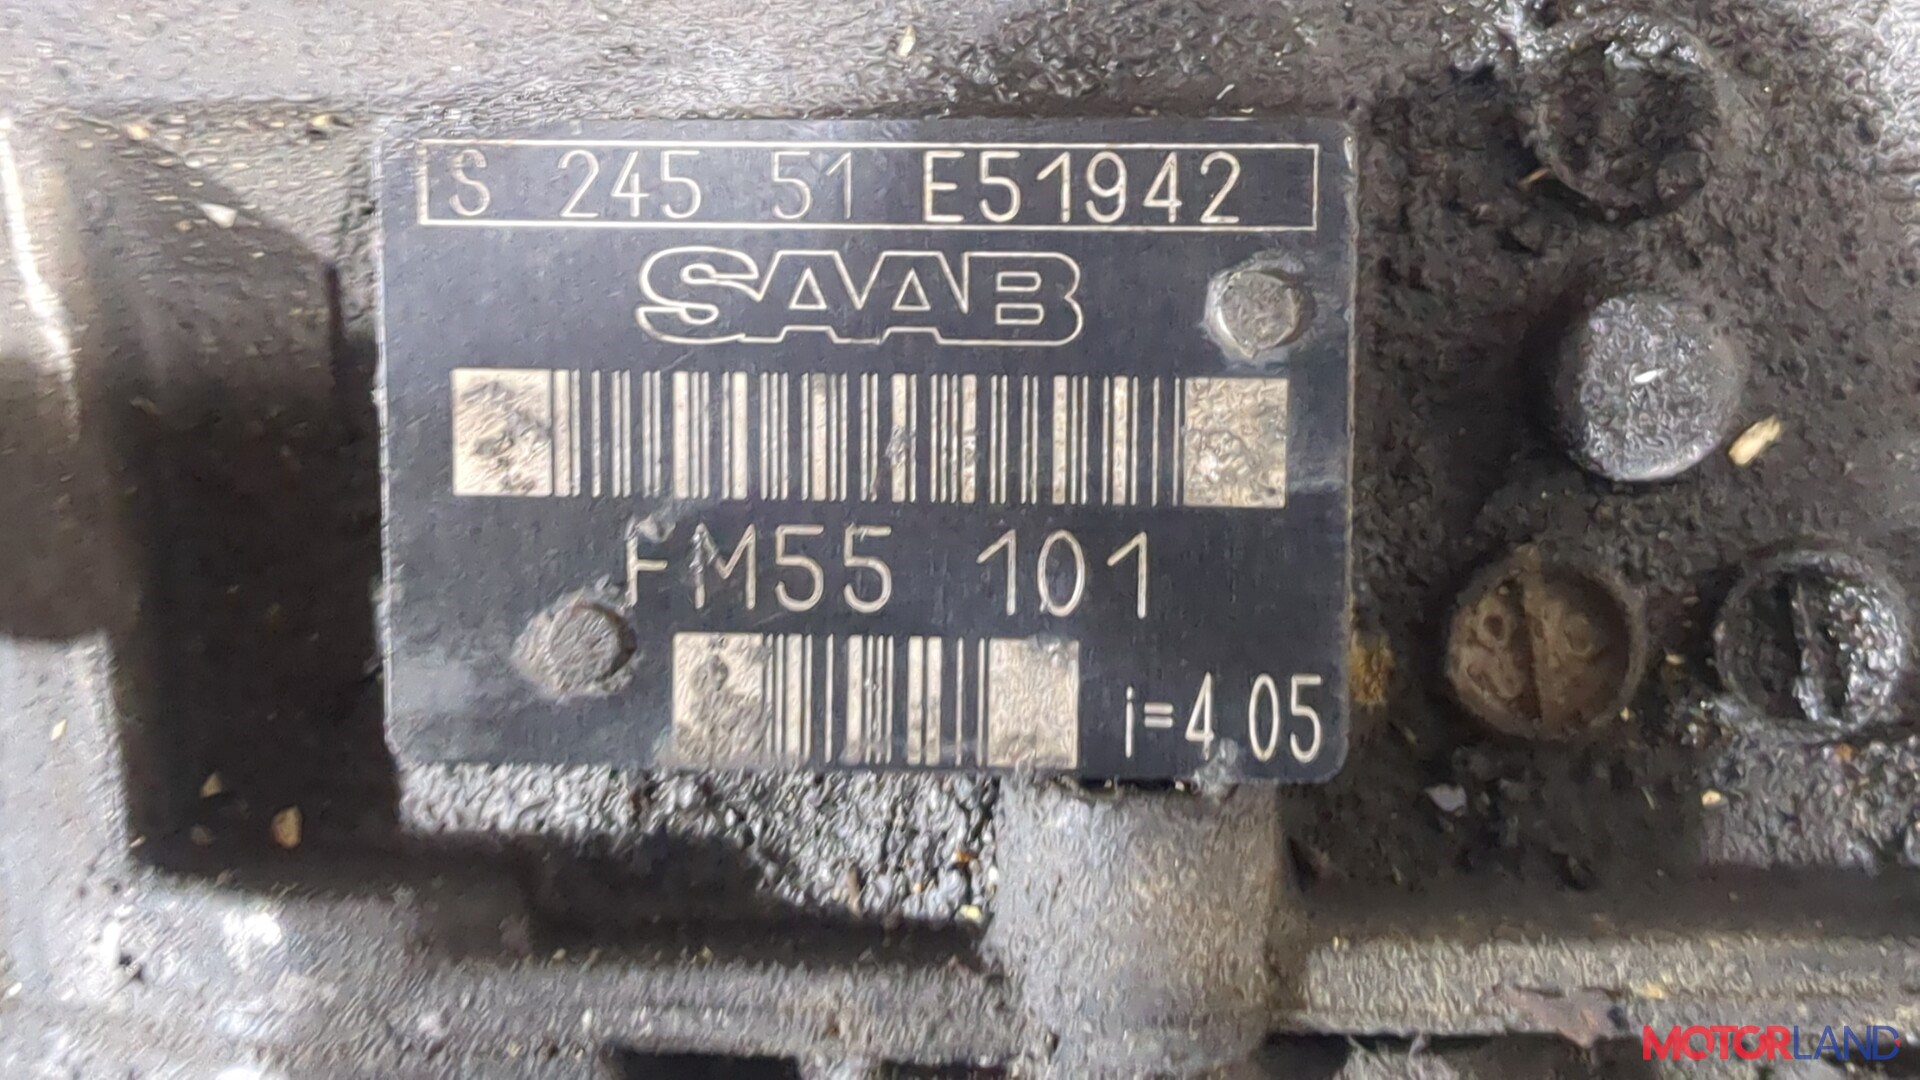 S 245 51 E51942
SAAB
FM55 101
i=4.05
MOTORLAND